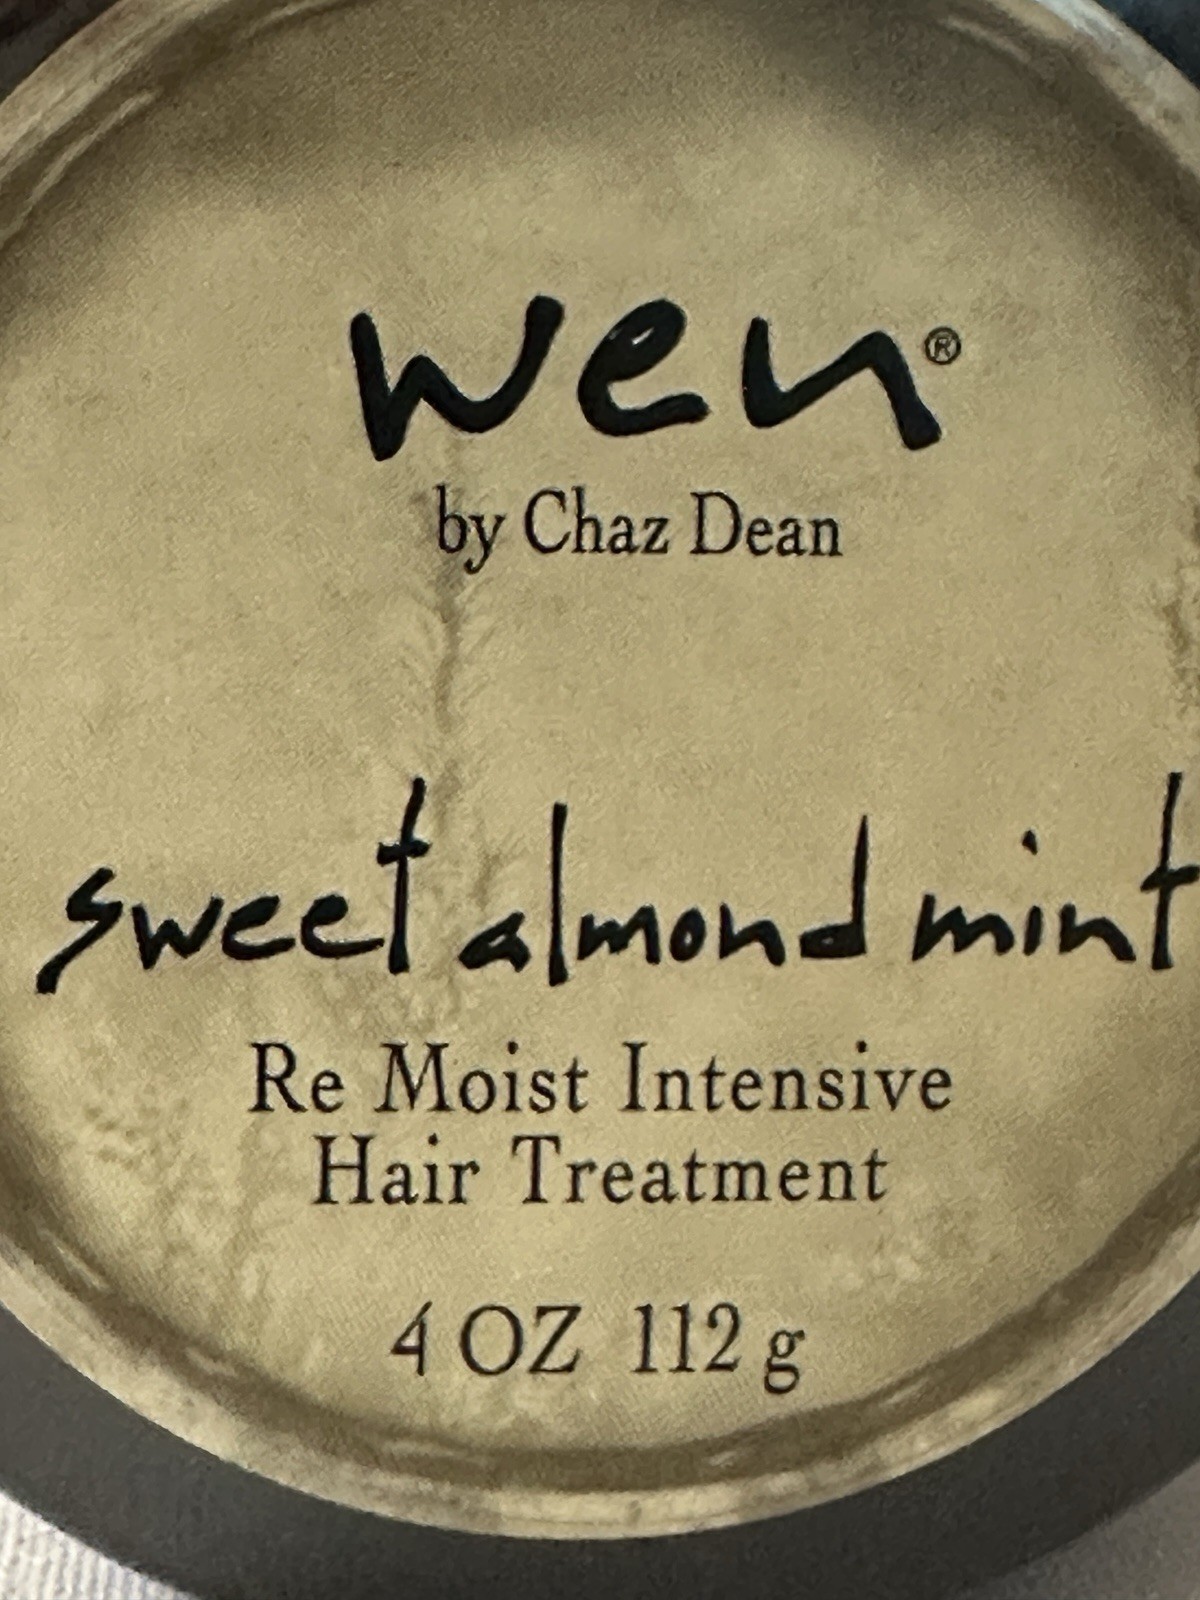 wen®
by Chaz Dean
sweet almond mint
Re Moist Intensive
Hair Treatment
4 OZ 112 g